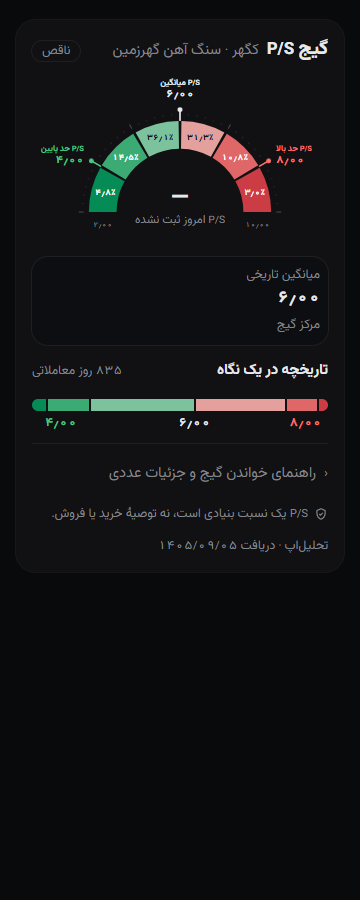 گیج P/S کگهر · سنگ آهن گهرزمین
ناقص
P/S میانگین
۶٫۰۰
P/S حد بالا
۸٫۰۰
P/S حد پایین
۴٫۰۰
۳٫۰٪
۱۰٫۸٪
۳۱٫۳٪
۳۶٫۱٪
۱۴٫۵٪
۴٫۸٪
—
P/S امروز ثبت نشده
۱۰٫۰۰
۲٫۰۰
میانگین تاریخی
۶٫۰۰
مرکز گیج
تاریخچه در یک نگاه
۸۳۵ روز معاملاتی
۸٫۰۰
۶٫۰۰
۴٫۰۰
‹ راهنمای خواندن گیج و جزئیات عددی ‹
P/S یک نسبت بنیادی است، نه توصیهٔ خرید یا فروش.
تحلیل‌اپ · دریافت ۱۴۰۵/۰۹/۰۵